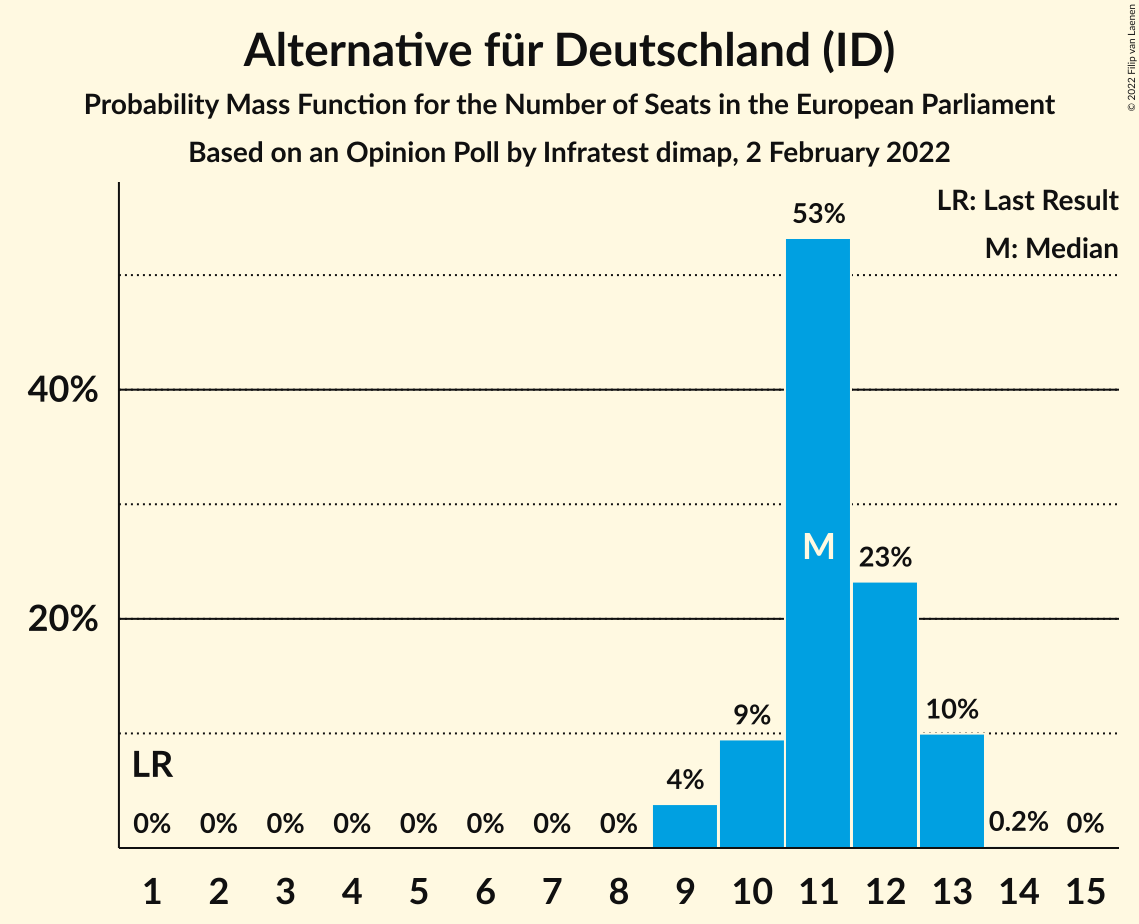 Alternative für Deutschland (ID)
Probability Mass Function for the Number of Seats in the European Parliament
Based on an Opinion Poll by Infratest dimap, 2 February 2022
© 2022 Filip van Laenen
LR: Last Result
M: Median
53%
40%
M
23%
20%
10%
9%
LR
4%
0% 0% 0% 0% 0% 0% 0% 0% 0.2% 0%
1 2 3 4 5 6 7 8 9 10 11 12 13 14 15